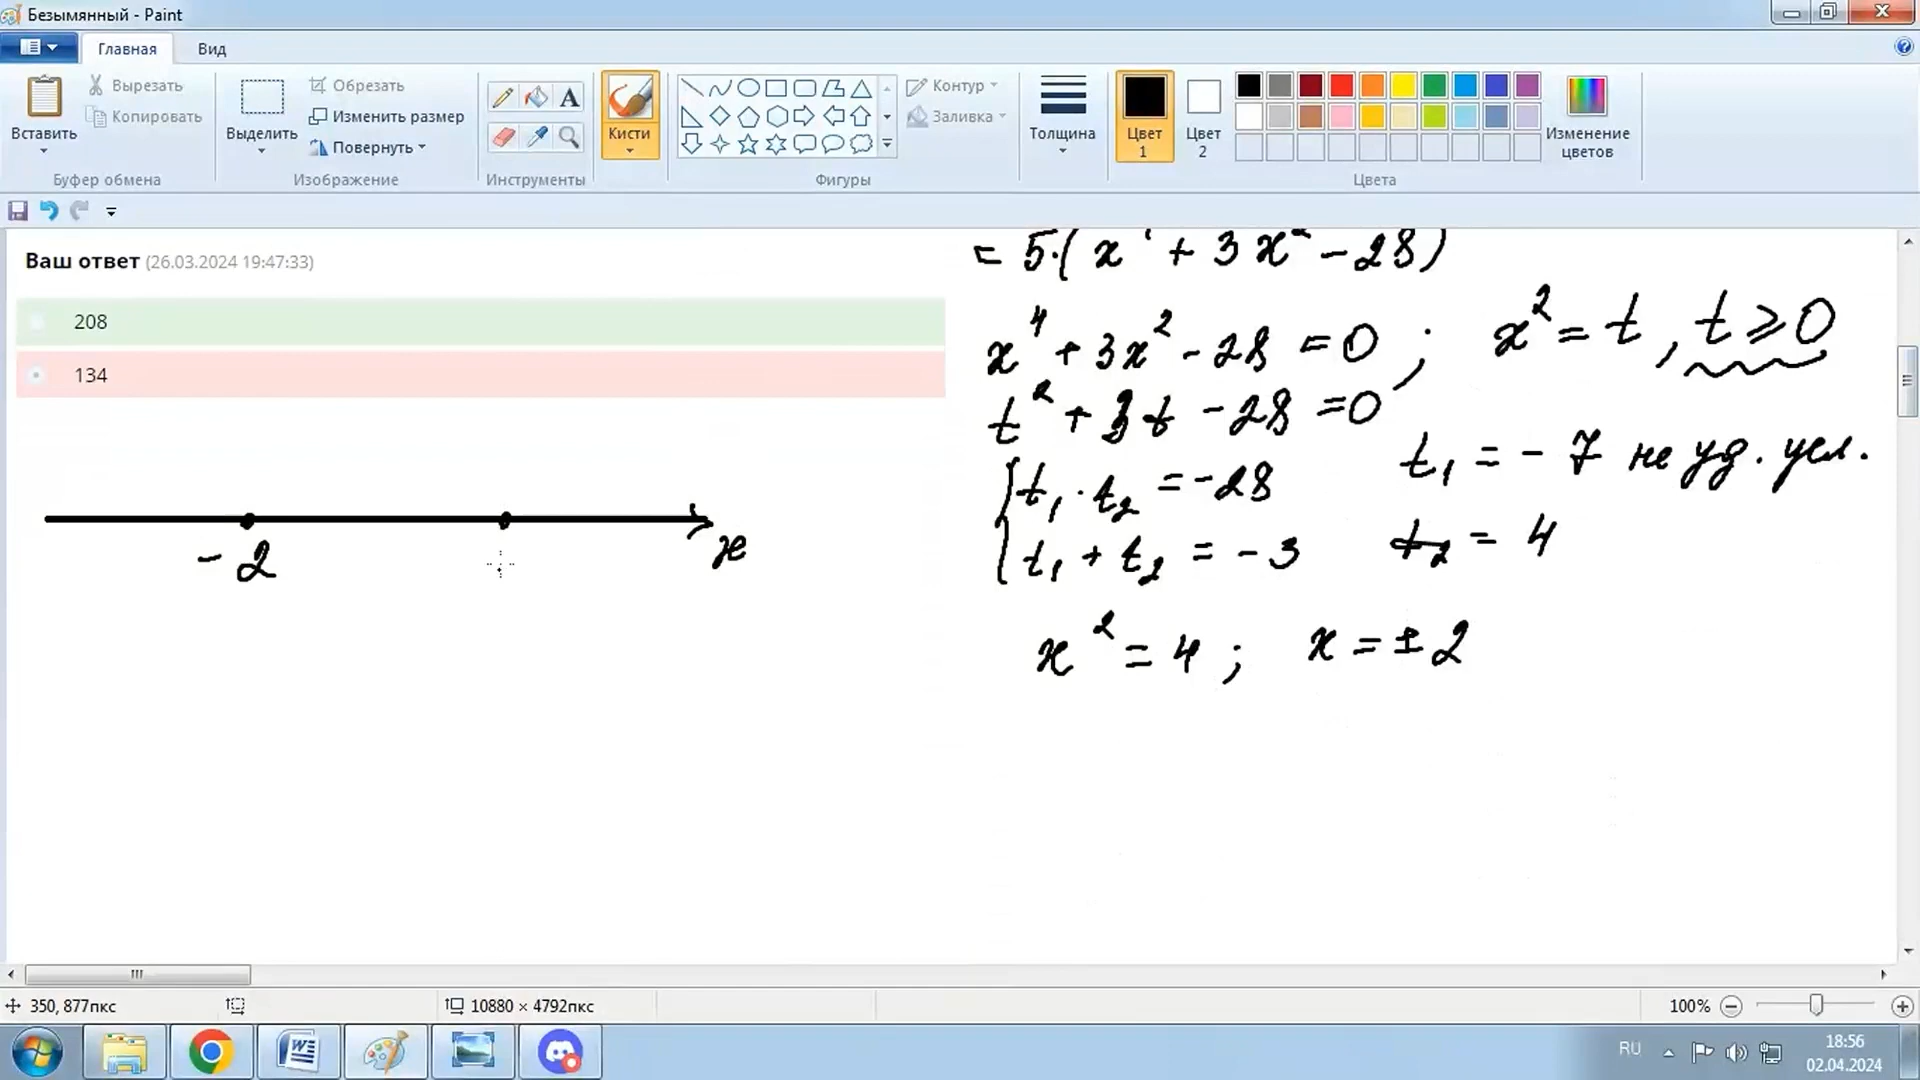 Безымянный - Paint
Главная Вид
Вставить
Вырезать
Копировать
Буфер обмена
Выделить
Обрезать
Изменить размер
Повернуть
Изображение
Инструменты
Кисти
Фигуры
Контур
Заливка
Толщина
Цвет 1
Цвет 2
Изменение цветов
Цвета
Ваш ответ (26.03.2024 19:47:33)
208
134
-2
x
= 5·(x⁴ + 3x² - 28)
x⁴ + 3x² - 28 = 0 ; x² = t, t ⩾ 0
t² + 3t - 28 = 0
t₁ · t₂ = -28
t₁ + t₂ = -3
t₁ = -7 не уд. усл.
t₂ = 4
x² = 4 ; x = ±2
350, 877пкс
10880 × 4792пкс
100%
RU
18:56
02.04.2024